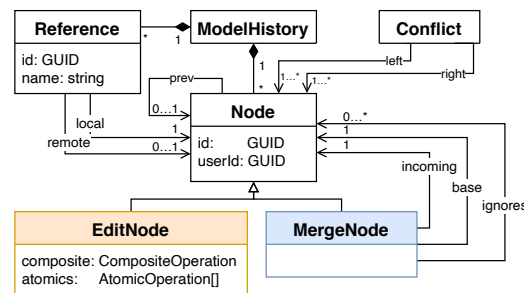 Reference
ModelHistory
Conflict
* 1
id: GUID
name: string
1
left
right
prev
* 1...* 1...*
0...1
Node
0...*
local
1
1
remote
0...1
id: GUID
userId: GUID
1
incoming
base
ignores
EditNode
MergeNode
composite: CompositeOperation
atomics: AtomicOperation[]